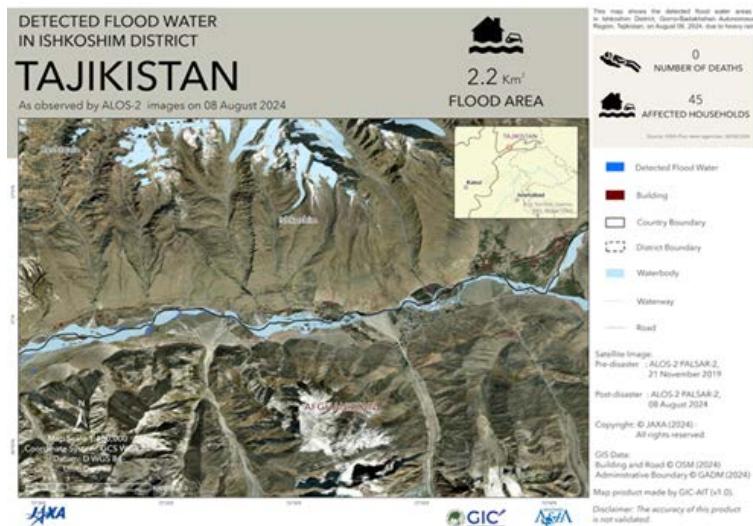 DETECTED FLOOD WATER
IN ISHKOSHIM DISTRICT
TAJIKISTAN
As observed by ALOS-2 images on 08 August 2024
2.2 Km²
FLOOD AREA
This map shows the detected flood water areas
in Ishkoshim District, Gorno-Badakhshan Autonomous
Region, Tajikistan, on August 08, 2024, due to heavy rain
0
NUMBER OF DEATHS
45
AFFECTED HOUSEHOLDS
TAJIKISTAN
Kabul
Islamabad
Ishkoshim
AFGHANISTAN
N
Detected Flood Water
Building
Country Boundary
District Boundary
Waterbody
Waterway
Road
Satellite Image:
Pre-disaster : ALOS-2 PALSAR-2,
21 November 2019
Post-disaster : ALOS-2 PALSAR-2,
08 August 2024
Copyright: © JAXA (2024)
All rights reserved.
GIS Data:
Building and Road © OSM (2024)
Administrative Boundary © GADM (2024)
Map product made by GIC-AIT (v1.0).
Disclaimer: The accuracy of this product
is not validated.
JAXA
GIC